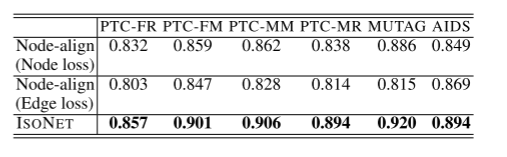 PTC-FR PTC-FM PTC-MM PTC-MR MUTAG AIDS
Node-align 0.832 0.859 0.862 0.838 0.886 0.849
(Node loss)
Node-align 0.803 0.847 0.828 0.814 0.815 0.869
(Edge loss)
ISONET 0.857 0.901 0.906 0.894 0.920 0.894